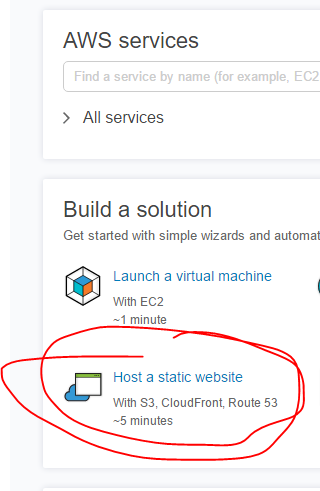 AWS services
Find a service by name (for example, EC2
All services
Build a solution
Get started with simple wizards and automat
Launch a virtual machine
With EC2
~1 minute
Host a static website
With S3, CloudFront, Route 53
~5 minutes